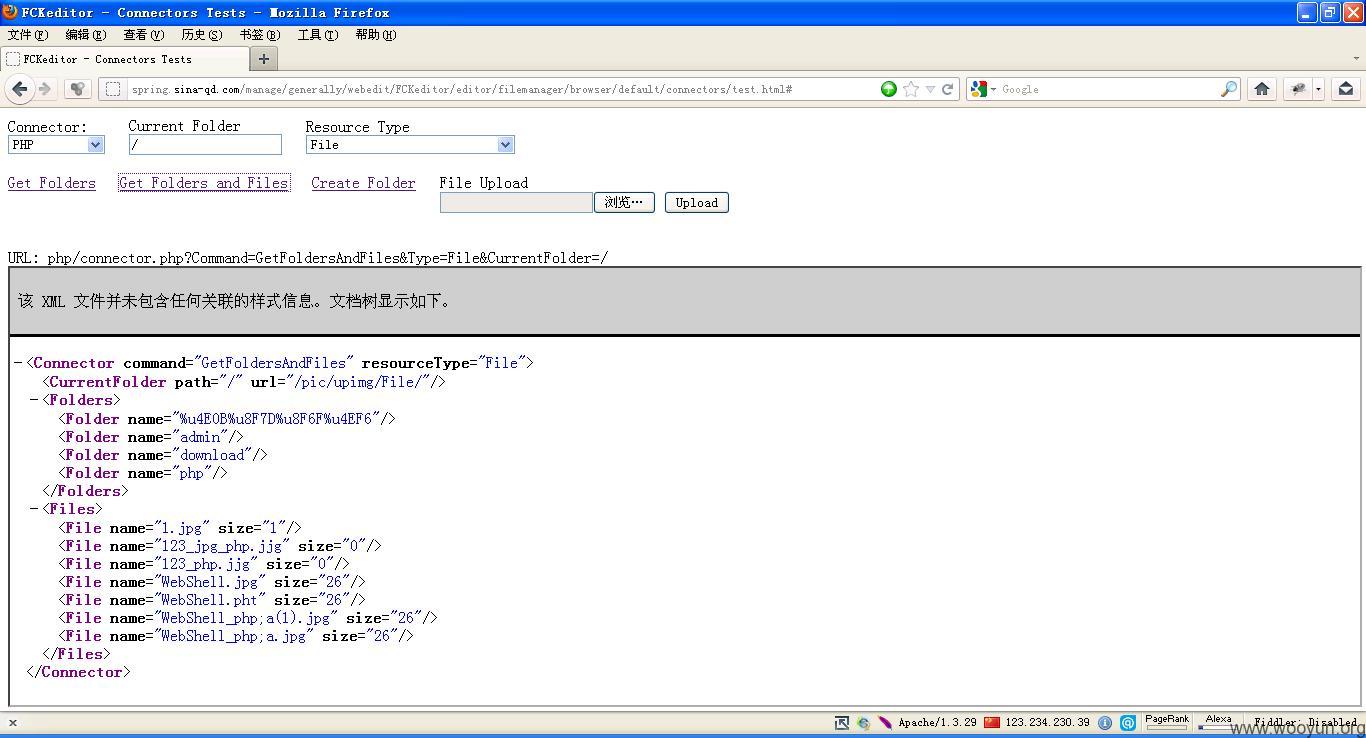 FCKeditor - Connectors Tests - Mozilla Firefox
文件(F) 编辑(E) 查看(V) 历史(S) 书签(B) 工具(T) 帮助(H)
FCKeditor - Connectors Tests
spring.sina-qd.com/manage/generally/webedit/FCKeditor/editor/filemanager/browser/default/connectors/test.html#
Google
Connector: Current Folder Resource Type
PHP / File
Get Folders Get Folders and Files Create Folder File Upload
浏览… Upload
URL: php/connector.php?Command=GetFoldersAndFiles&Type=File&CurrentFolder=/
该 XML 文件并未包含任何关联的样式信息。文档树显示如下。
- <Connector command="GetFoldersAndFiles" resourceType="File">
<CurrentFolder path="/" url="/pic/upimg/File/"/>
- <Folders>
<Folder name="%u4E0B%u8F7D%u8F6F%u4EF6"/>
<Folder name="admin"/>
<Folder name="download"/>
<Folder name="php"/>
</Folders>
- <Files>
<File name="1.jpg" size="1"/>
<File name="123_jpg_php.jjg" size="0"/>
<File name="123_php.jjg" size="0"/>
<File name="WebShell.jpg" size="26"/>
<File name="WebShell.pht" size="26"/>
<File name="WebShell_php;a(1).jpg" size="26"/>
<File name="WebShell_php;a.jpg" size="26"/>
</Files>
</Connector>
Apache/1.3.29 123.234.230.39 PageRank Alexa Fiddler: Disabled
www.wooyun.org